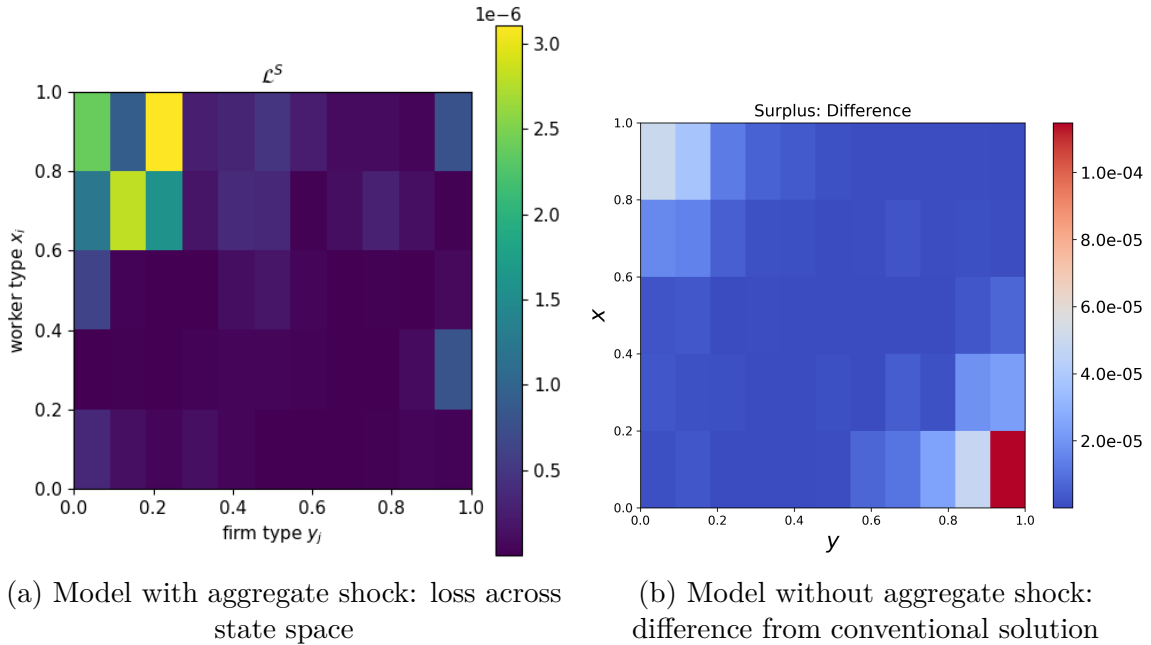 1e−6
ℒ^S
1.0
0.8
0.6
0.4
0.2
0.0
worker type x_i
0.0 0.2 0.4 0.6 0.8 1.0
firm type y_j
3.0
2.5
2.0
1.5
1.0
0.5
(a) Model with aggregate shock: loss across
state space
Surplus: Difference
1.0
0.8
0.6
0.4
0.2
0.0
x
0.0 0.2 0.4 0.6 0.8 1.0
y
1.0e-04
8.0e-05
6.0e-05
4.0e-05
2.0e-05
(b) Model without aggregate shock:
difference from conventional solution